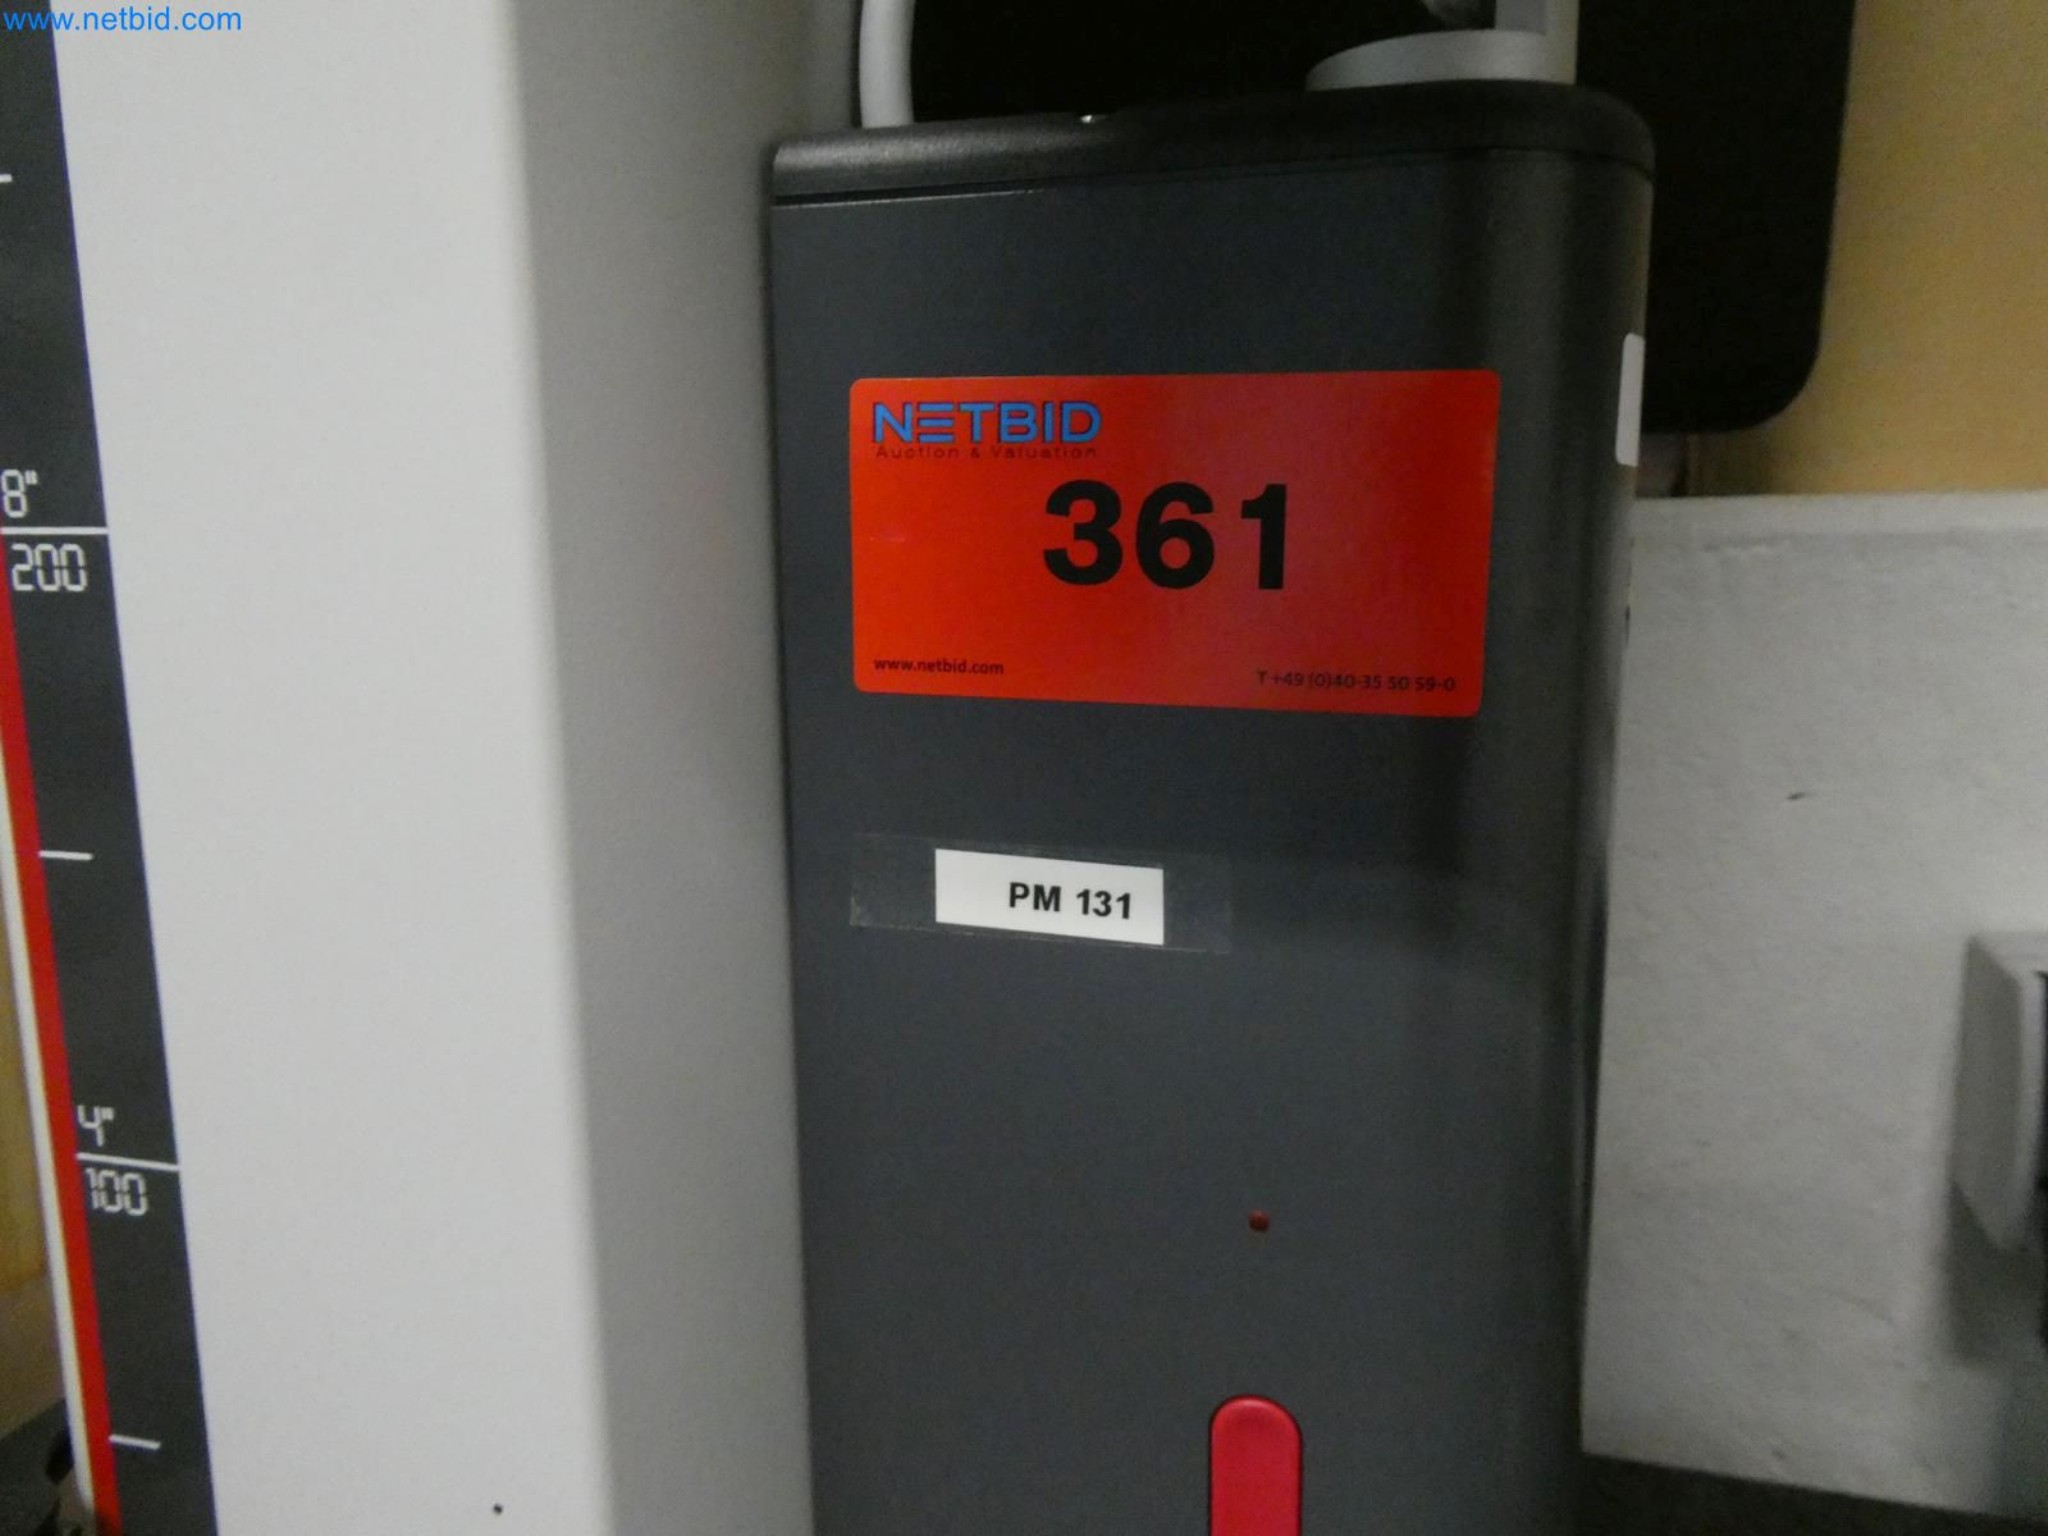 www.netbid.com
8"
200
4"
100
NETBID
Auction & Valuation
361
www.netbid.com
T +49 (0)40-35 50 59-0
PM 131